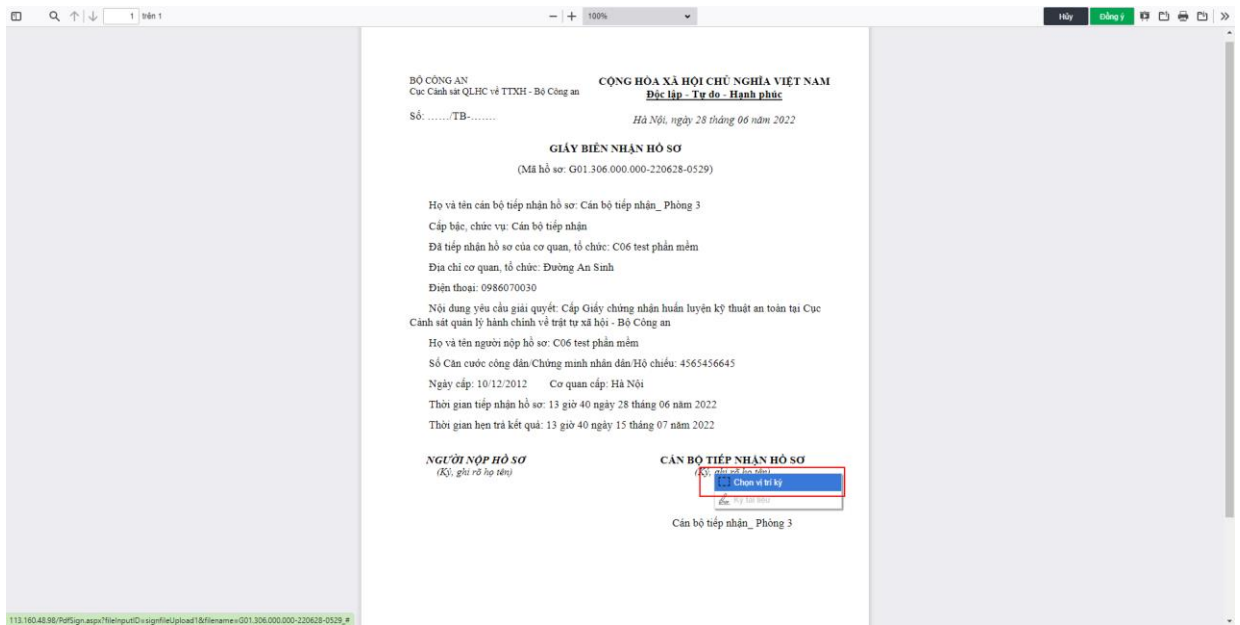 1 trên 1
100%
Hủy
Đồng ý
BỘ CÔNG AN
Cục Cảnh sát QLHC về TTXH - Bộ Công an
CỘNG HÒA XÃ HỘI CHỦ NGHĨA VIỆT NAM
Độc lập - Tự do - Hạnh phúc
Số: ....../TB-.......
Hà Nội, ngày 28 tháng 06 năm 2022
GIẤY BIÊN NHẬN HỒ SƠ
(Mã hồ sơ: G01.306.000.000-220628-0529)
Họ và tên cán bộ tiếp nhận hồ sơ: Cán bộ tiếp nhận_ Phòng 3
Cấp bậc, chức vụ: Cán bộ tiếp nhận
Đã tiếp nhận hồ sơ của cơ quan, tổ chức: C06 test phần mềm
Địa chỉ cơ quan, tổ chức: Đường An Sinh
Điện thoại: 0986070030
Nội dung yêu cầu giải quyết: Cấp Giấy chứng nhận huấn luyện kỹ thuật an toàn tại Cục
Cảnh sát quản lý hành chính về trật tự xã hội - Bộ Công an
Họ và tên người nộp hồ sơ: C06 test phần mềm
Số Căn cước công dân/Chứng minh nhân dân/Hộ chiếu: 4565456645
Ngày cấp: 10/12/2012 Cơ quan cấp: Hà Nội
Thời gian tiếp nhận hồ sơ: 13 giờ 40 ngày 28 tháng 06 năm 2022
Thời gian hẹn trả kết quả: 13 giờ 40 ngày 15 tháng 07 năm 2022
NGƯỜI NỘP HỒ SƠ
(Ký, ghi rõ họ tên)
CÁN BỘ TIẾP NHẬN HỒ SƠ
(Ký, ghi rõ họ tên)
Chọn vị trí ký
Ký tài liệu
Cán bộ tiếp nhận_ Phòng 3
113.160.48.98/PdfSign.aspx?fileInputID=signfileUpload1&filename=G01.306.000.000-220628-0529_#